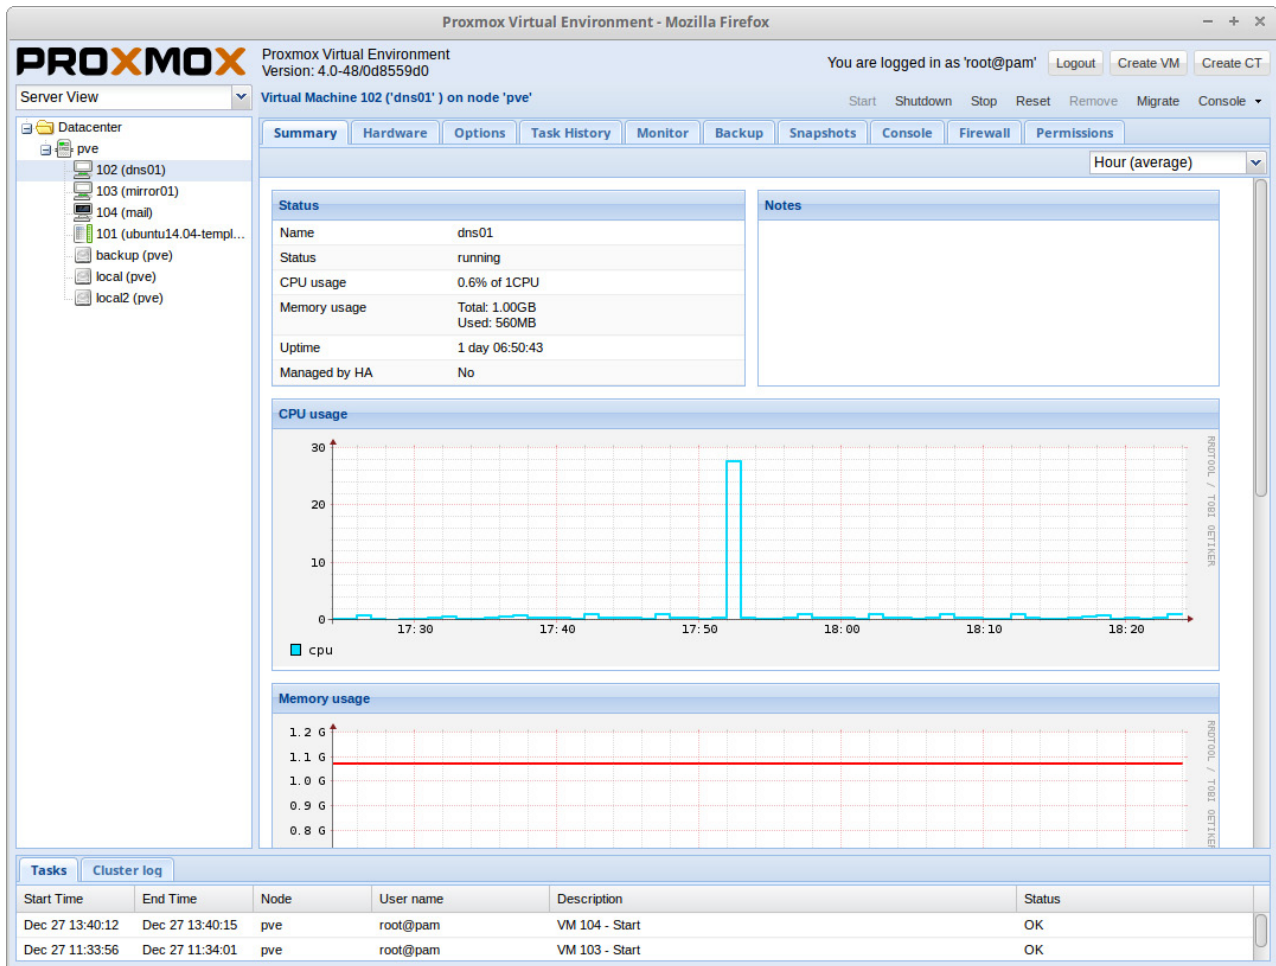 Proxmox Virtual Environment - Mozilla Firefox
PROXMOX
Proxmox Virtual Environment
Version: 4.0-48/0d8559d0
You are logged in as 'root@pam'
Logout
Create VM
Create CT
Server View
Virtual Machine 102 ('dns01' ) on node 'pve'
Start Shutdown Stop Reset Remove Migrate Console
Datacenter
pve
102 (dns01)
103 (mirror01)
104 (mail)
101 (ubuntu14.04-templ...
backup (pve)
local (pve)
local2 (pve)
Summary Hardware Options Task History Monitor Backup Snapshots Console Firewall Permissions
Hour (average)
Status
Name dns01
Status running
CPU usage 0.6% of 1CPU
Memory usage Total: 1.00GB
Used: 560MB
Uptime 1 day 06:50:43
Managed by HA No
Notes
CPU usage
30
20
10
0
17:30 17:40 17:50 18:00 18:10 18:20
cpu
RRDTOOL / TOBI OETIKER
Memory usage
1.2 G
1.1 G
1.0 G
0.9 G
0.8 G
RRDTOOL / TOBI OETIKER
Tasks Cluster log
Start Time End Time Node User name Description Status
Dec 27 13:40:12 Dec 27 13:40:15 pve root@pam VM 104 - Start OK
Dec 27 11:33:56 Dec 27 11:34:01 pve root@pam VM 103 - Start OK